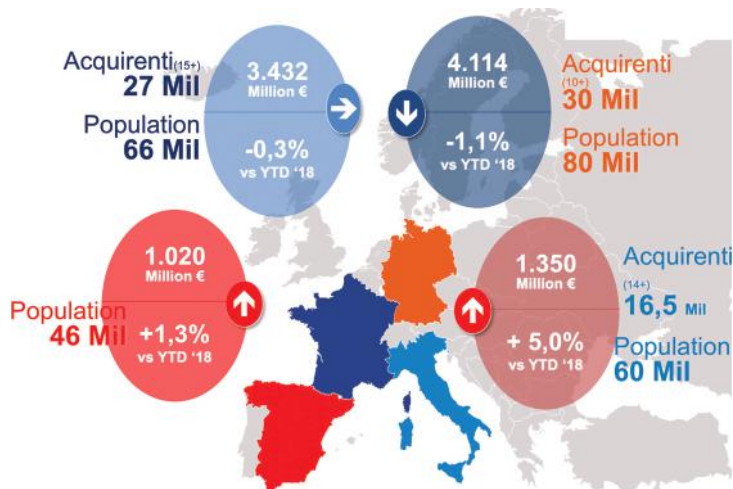 Acquirenti(15+)
27 Mil
Population
66 Mil
3.432
Million €
-0,3%
vs YTD ‘18
4.114
Million €
-1,1%
vs YTD ‘18
Acquirenti
(10+)
30 Mil
Population
80 Mil
Population
46 Mil
1.020
Million €
+1,3%
vs YTD ‘18
1.350
Million €
+ 5,0%
vs YTD ‘18
Acquirenti
(14+)
16,5 Mil
Population
60 Mil